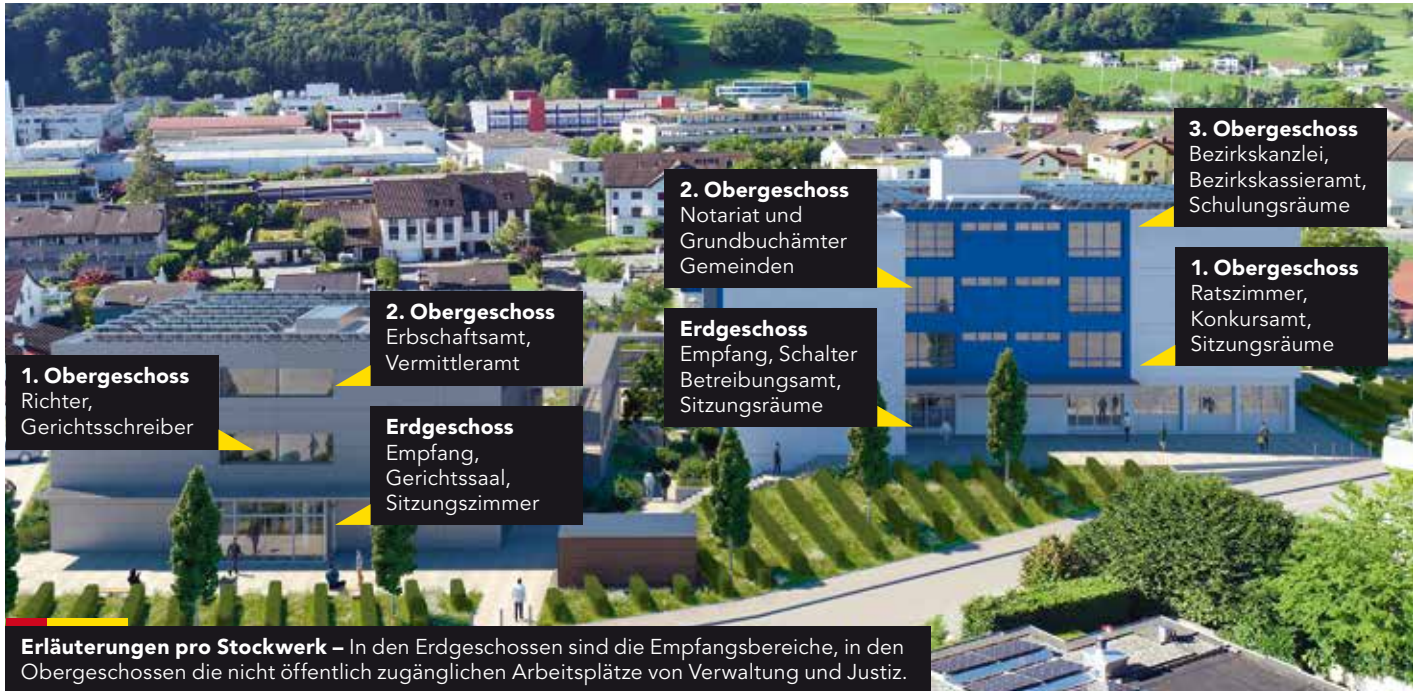 1. Obergeschoss
Richter,
Gerichtsschreiber
2. Obergeschoss
Erbschaftsamt,
Vermittleramt
Erdgeschoss
Empfang,
Gerichtssaal,
Sitzungszimmer
2. Obergeschoss
Notariat und
Grundbuchämter
Gemeinden
Erdgeschoss
Empfang, Schalter
Betreibungsamt,
Sitzungsräume
3. Obergeschoss
Bezirkskanzlei,
Bezirkskassieramt,
Schulungsräume
1. Obergeschoss
Ratszimmer,
Konkursamt,
Sitzungsräume
Erläuterungen pro Stockwerk – In den Erdgeschossen sind die Empfangsbereiche, in den
Obergeschossen die nicht öffentlich zugänglichen Arbeitsplätze von Verwaltung und Justiz.